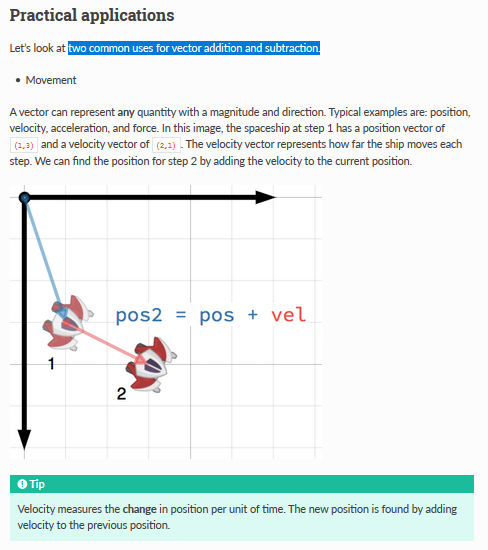 Practical applications
Let's look at two common uses for vector addition and subtraction.
• Movement
A vector can represent any quantity with a magnitude and direction. Typical examples are: position,
velocity, acceleration, and force. In this image, the spaceship at step 1 has a position vector of
(1,3) and a velocity vector of (2,1). The velocity vector represents how far the ship moves each
step. We can find the position for step 2 by adding the velocity to the current position.
pos2 = pos + vel
1
2
Tip
Velocity measures the change in position per unit of time. The new position is found by adding
velocity to the previous position.